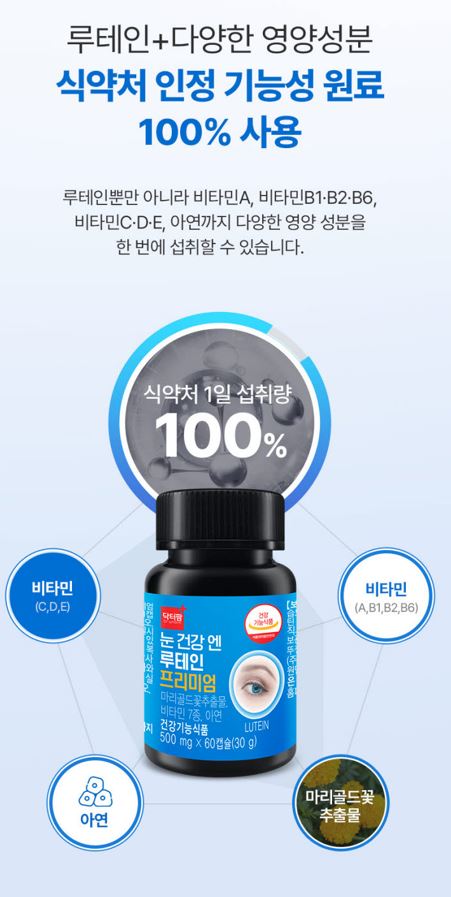 루테인+다양한 영양성분
식약처 인정 기능성 원료
100% 사용
루테인뿐만 아니라 비타민A, 비타민B1·B2·B6,
비타민C·D·E, 아연까지 다양한 영양 성분을
한 번에 섭취할 수 있습니다.
식약처 1일 섭취량
100%
비타민
(C,D,E)
비타민
(A,B1,B2,B6)
닥터팜
건강
기능식품
눈 건강 엔
루테인
프리미엄
마리골드꽃추출물,
비타민 7종, 아연
건강기능식품
500 mg x 60캡슐(30 g)
LUTEIN
아연
마리골드꽃
추출물